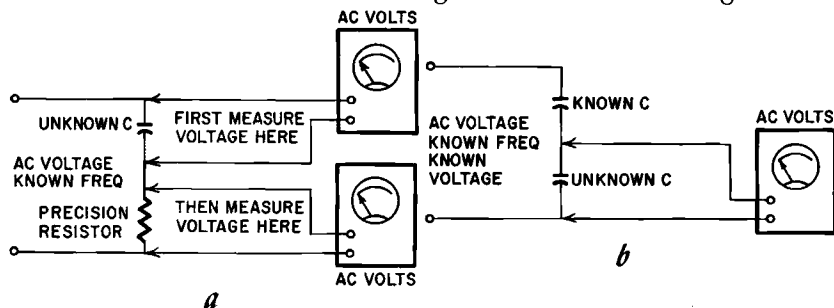 AC VOLTS
UNKNOWN C
FIRST MEASURE
VOLTAGE HERE
AC VOLTAGE
KNOWN FREQ
PRECISION
RESISTOR
THEN MEASURE
VOLTAGE HERE
AC VOLTS
a
KNOWN C
AC VOLTAGE
KNOWN FREQ
KNOWN
VOLTAGE
UNKNOWN C
AC VOLTS
b